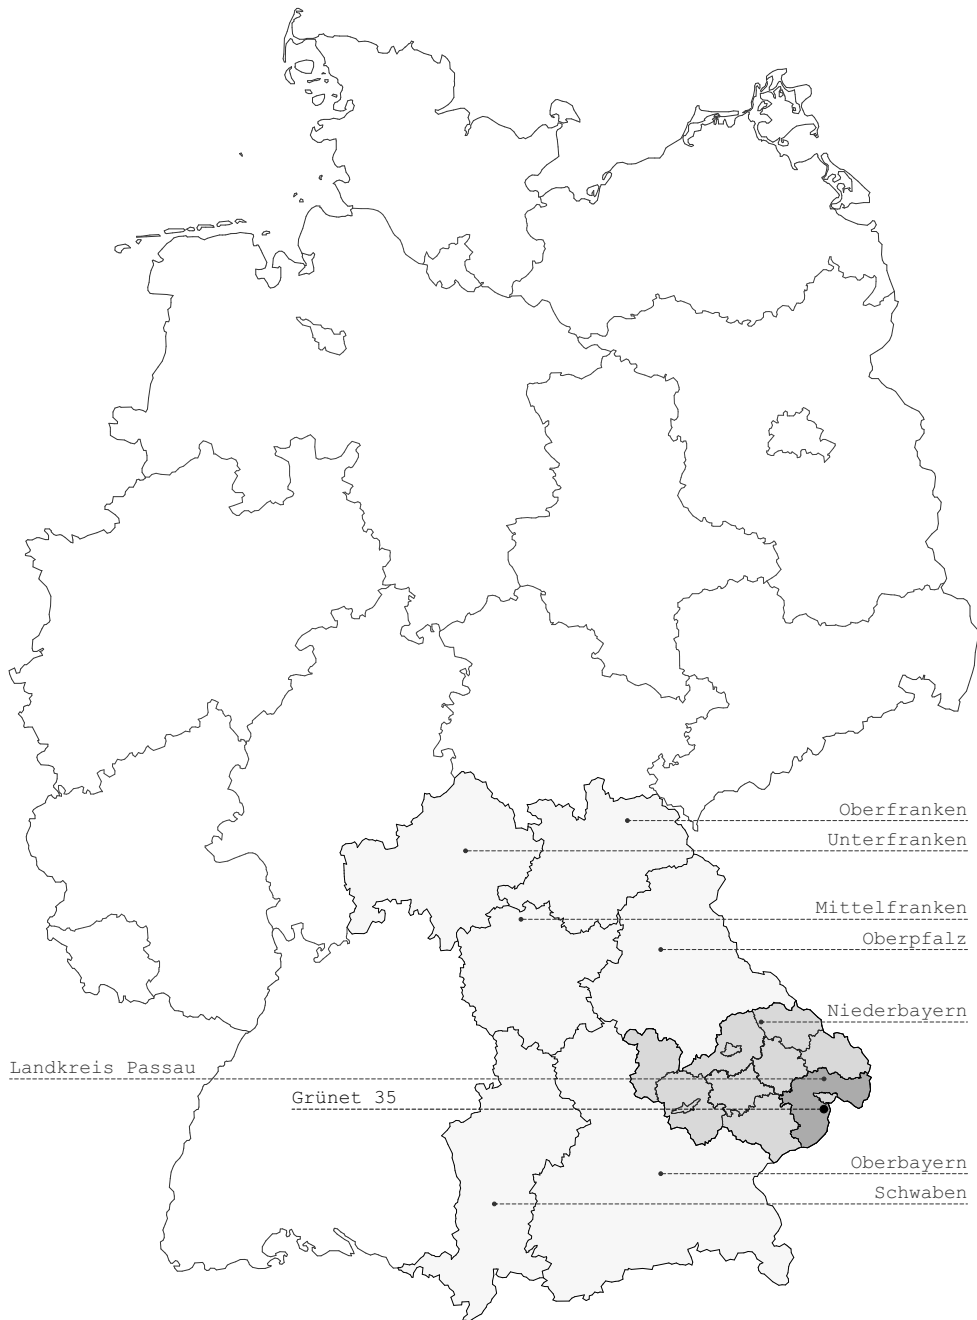 Oberfranken
Unterfranken
Mittelfranken
Oberpfalz
Niederbayern
Landkreis Passau
Grünet 35
Oberbayern
Schwaben